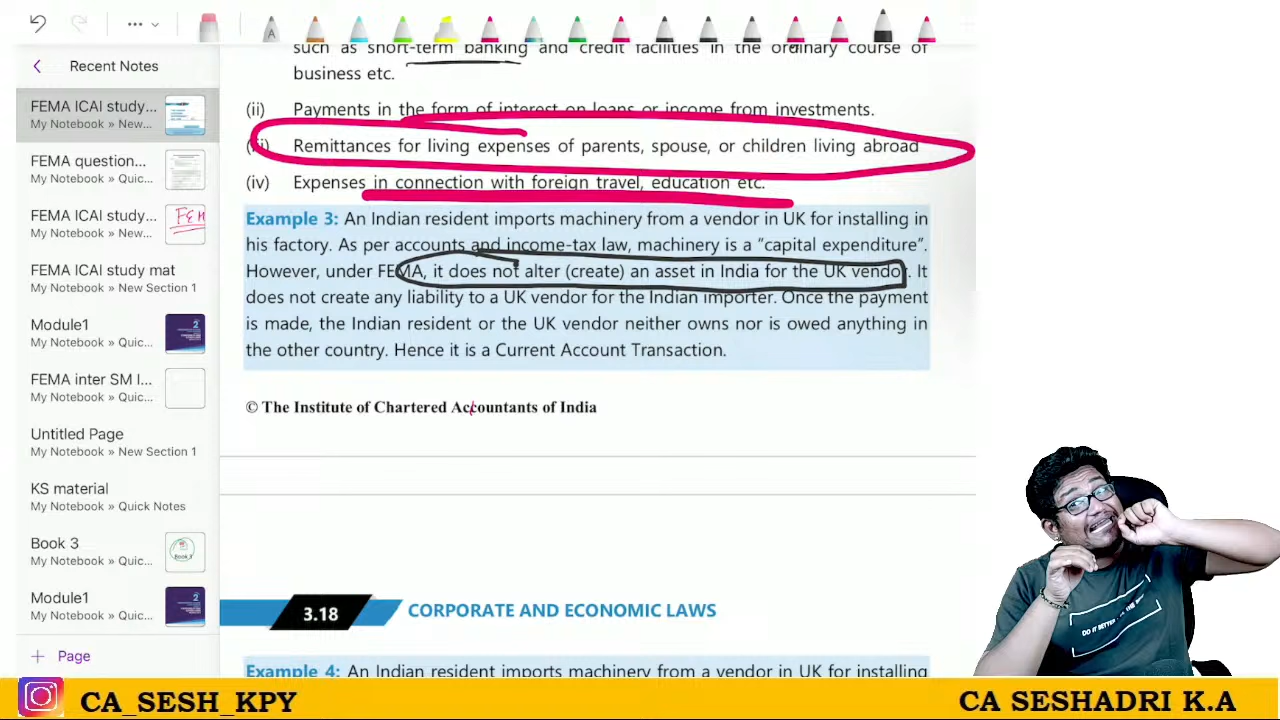 A
Recent Notes
FEMA ICAI study...
My Notebook » New...
FEMA question...
My Notebook » Quic...
FEMA ICAI study...
My Notebook » New...
FEM
FEMA ICAI study mat
My Notebook » New Section 1
Module1
My Notebook » Quic...
2
FEMA inter SM I...
My Notebook » Quic...
Untitled Page
My Notebook » New Section 1
KS material
My Notebook » Quick Notes
Book 3
My Notebook » Quic...
Book 3
Module1
My Notebook » Quic...
2
Page
such as short-term banking and credit facilities in the ordinary course of
business etc.
(ii) Payments in the form of interest on loans or income from investments.
(iii) Remittances for living expenses of parents, spouse, or children living abroad
(iv) Expenses in connection with foreign travel, education etc.
Example 3: An Indian resident imports machinery from a vendor in UK for installing in
his factory. As per accounts and income-tax law, machinery is a “capital expenditure”.
However, under FEMA, it does not alter (create) an asset in India for the UK vendor. It
does not create any liability to a UK vendor for the Indian importer. Once the payment
is made, the Indian resident or the UK vendor neither owns nor is owed anything in
the other country. Hence it is a Current Account Transaction.
© The Institute of Chartered Accountants of India
3.18 CORPORATE AND ECONOMIC LAWS
Example 4: An Indian resident imports machinery from a vendor in UK for installing
DO IT BETTER
CA_SESH_KPY
CA SESHADRI K.A